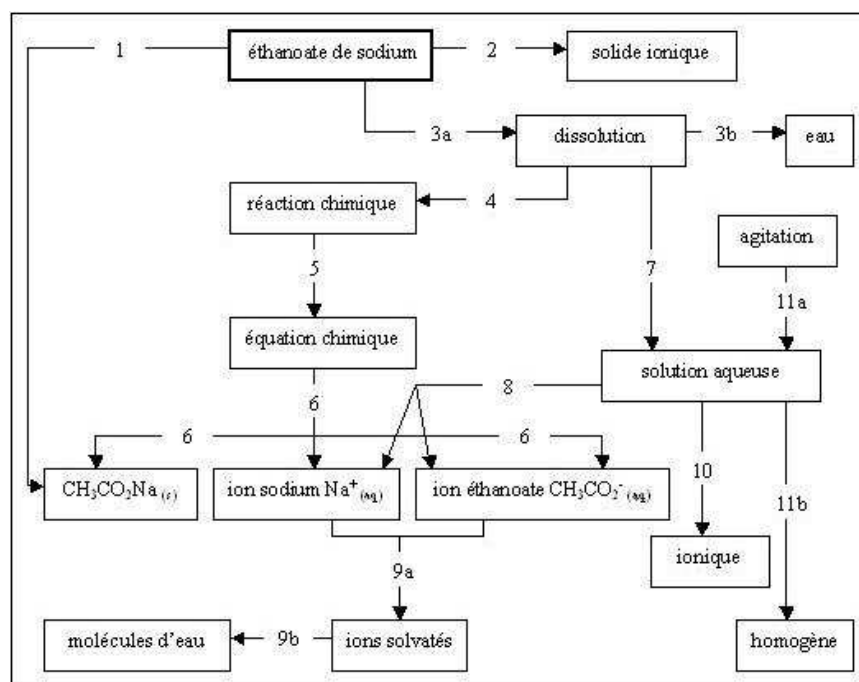 1
éthanoate de sodium
2
solide ionique
3a
dissolution
3b
eau
réaction chimique
4
agitation
5
7
11a
équation chimique
solution aqueuse
6
8
6
6
CH₃CO₂Na (s)
ion sodium Na⁺ (aq)
ion éthanoate CH₃CO₂⁻ (aq)
10
11b
9a
ionique
molécules d'eau
9b
ions solvatés
homogène